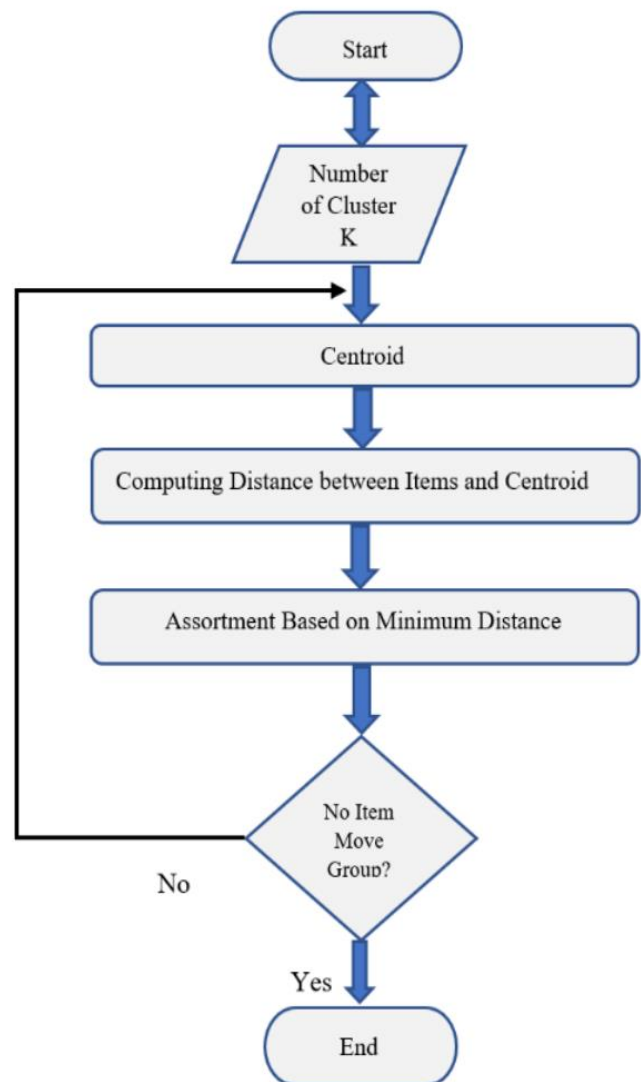 Start
Number
of Cluster
K
Centroid
Computing Distance between Items and Centroid
Assortment Based on Minimum Distance
No Item
Move
Group?
No
Yes
End